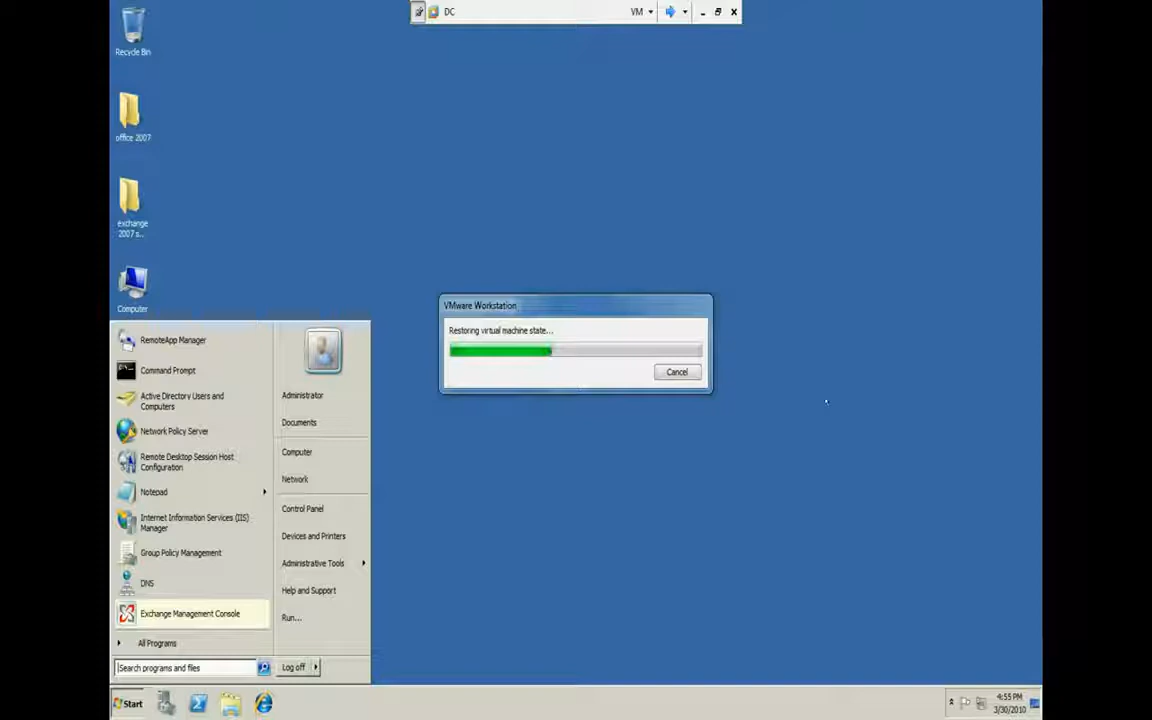 DC
VM
Recycle Bin
office 2007
exchange
2007 s...
Computer
VMware Workstation
Restoring virtual machine state...
Cancel
RemoteApp Manager
Command Prompt
Active Directory Users and
Computers
Network Policy Server
Remote Desktop Session Host
Configuration
Notepad
Internet Information Services (IIS)
Manager
Group Policy Management
DNS
Exchange Management Console
All Programs
Search programs and files
Administrator
Documents
Computer
Network
Control Panel
Devices and Printers
Administrative Tools
Help and Support
Run...
Log off
Start
4:55 PM
3/30/2010